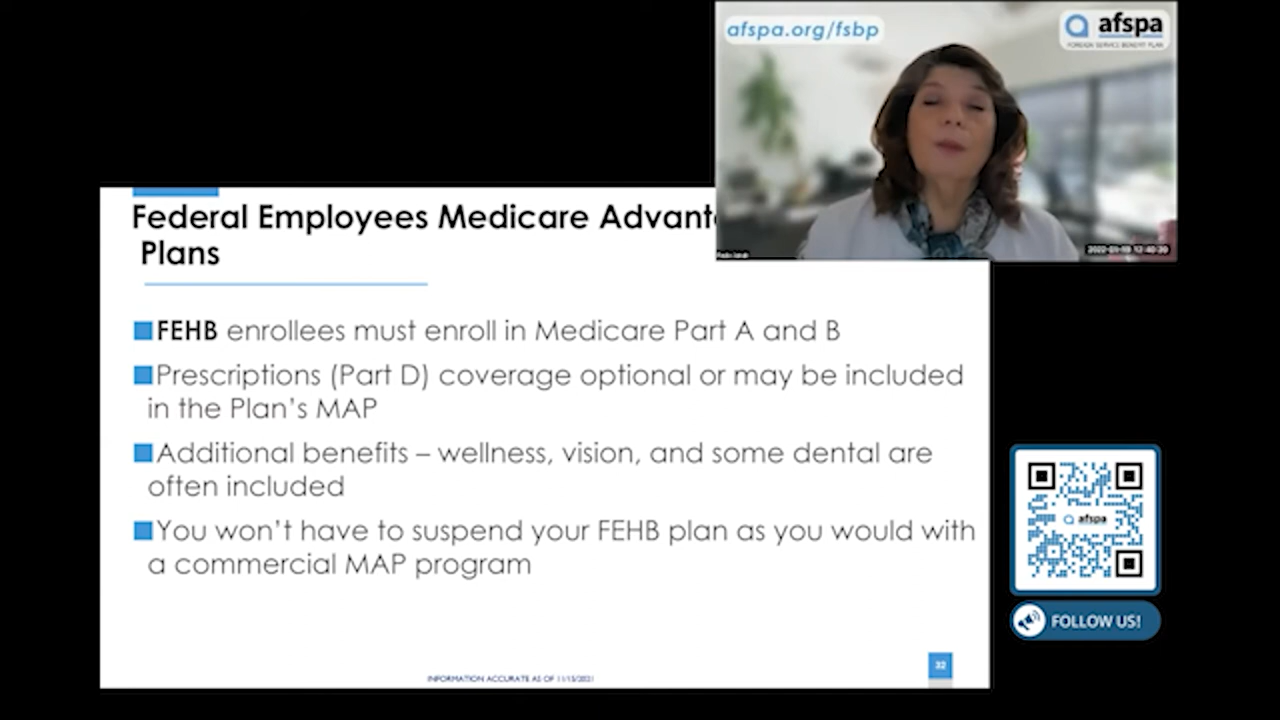 afspa.org/fsbp
afspa
FOREIGN SERVICE BENEFIT PLAN
Federal Employees Medicare Advant
Plans
FEHB enrollees must enroll in Medicare Part A and B
Prescriptions (Part D) coverage optional or may be included
in the Plan's MAP
Additional benefits – wellness, vision, and some dental are
often included
You won't have to suspend your FEHB plan as you would with
a commercial MAP program
afspa
FOLLOW US!
32
INFORMATION ACCURATE AS OF 11/15/2021